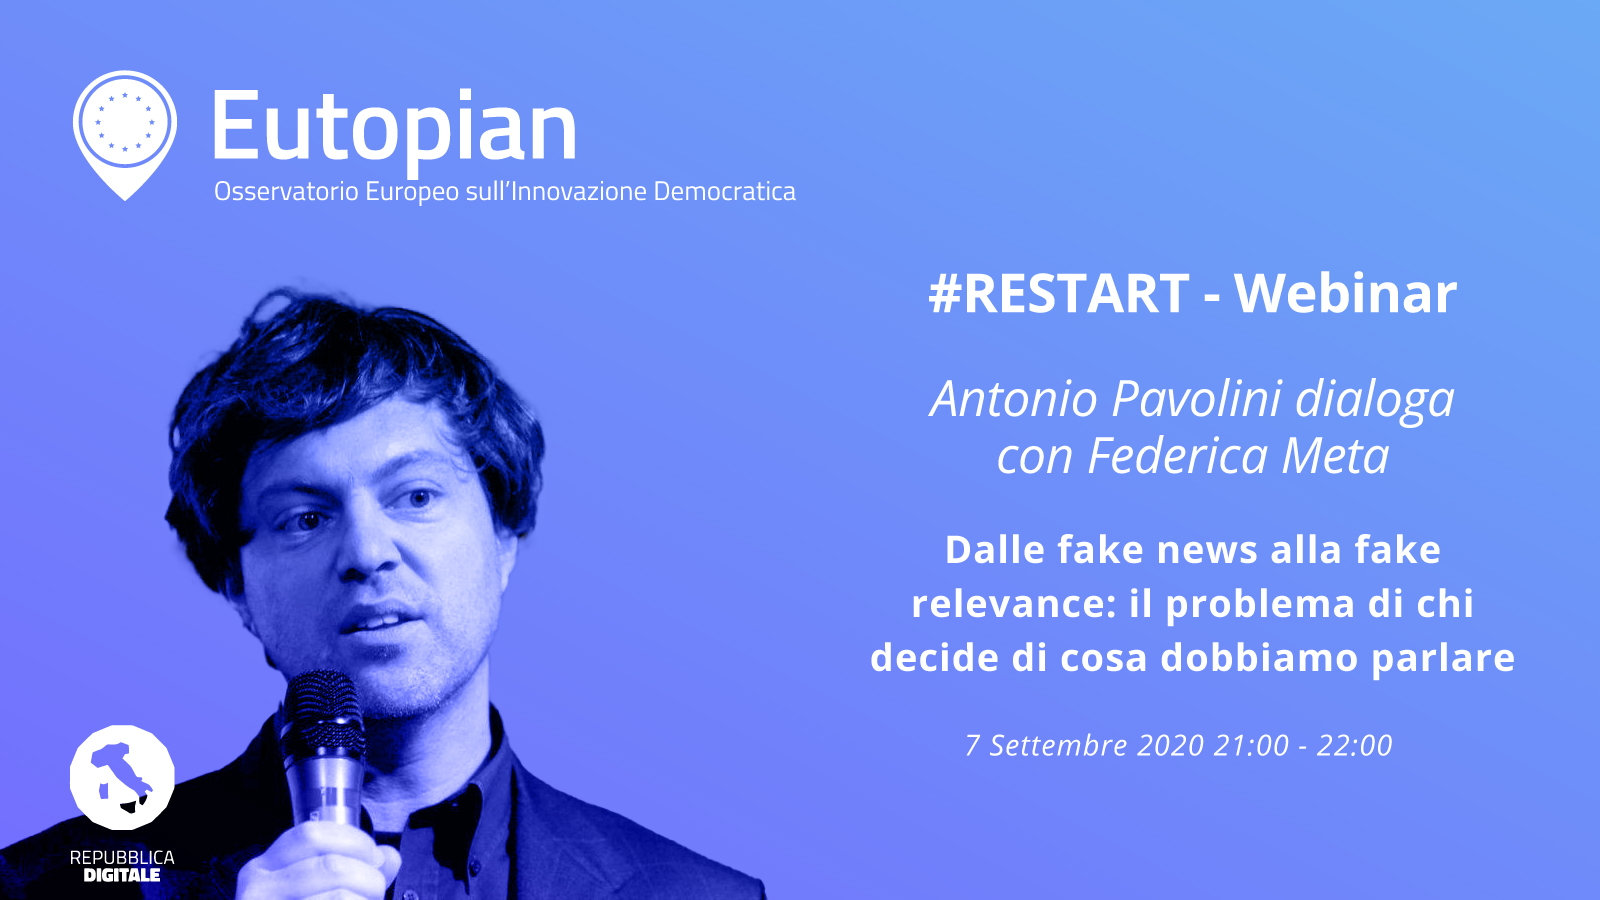 Eutopian
Osservatorio Europeo sull'Innovazione Democratica
#RESTART - Webinar
Antonio Pavolini dialoga
con Federica Meta
Dalle fake news alla fake
relevance: il problema di chi
decide di cosa dobbiamo parlare
7 Settembre 2020 21:00 - 22:00
REPUBBLICA
DIGITALE